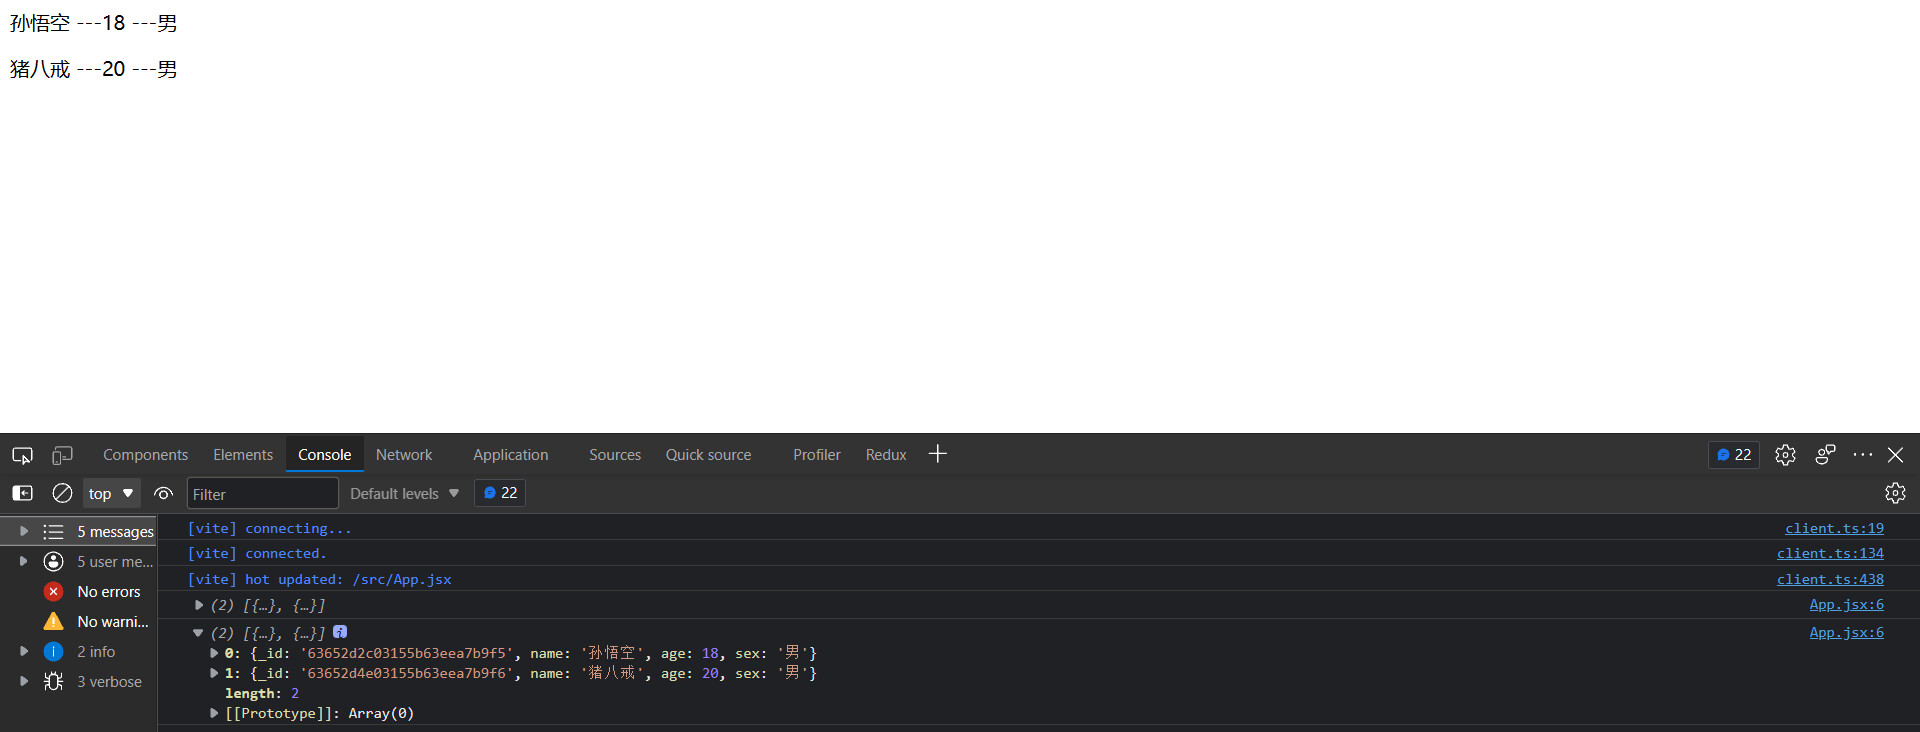 孙悟空 ---18 ---男
猪八戒 ---20 ---男
Components Elements Console Network Application Sources Quick source Profiler Redux 22
top Filter Default levels 22
5 messages
5 user me...
No errors
No warni...
2 info
3 verbose
[vite] connecting... client.ts:19
[vite] connected. client.ts:134
[vite] hot updated: /src/App.jsx client.ts:438
(2) [{…}, {…}] App.jsx:6
(2) [{…}, {…}] i App.jsx:6
0: {_id: '63652d2c03155b63eea7b9f5', name: '孙悟空', age: 18, sex: '男'}
1: {_id: '63652d4e03155b63eea7b9f6', name: '猪八戒', age: 20, sex: '男'}
length: 2
[[Prototype]]: Array(0)